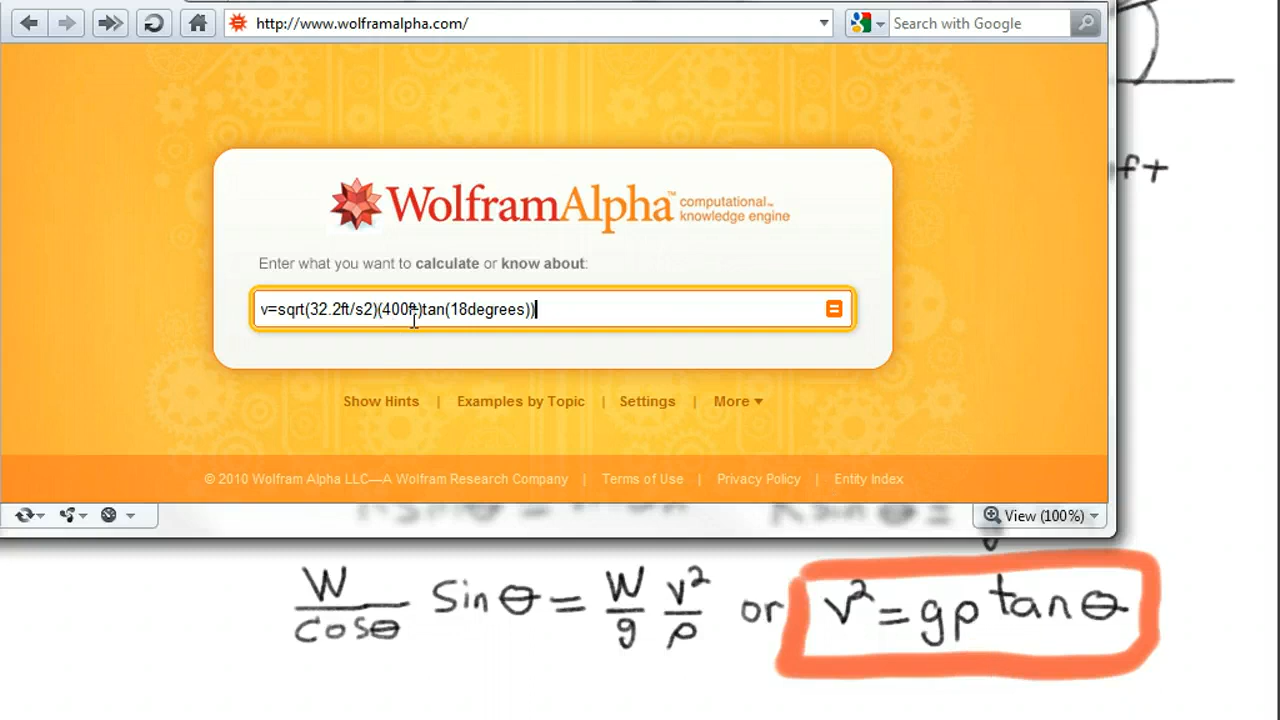 http://www.wolframalpha.com/
Search with Google
ft
WolframAlpha™ computational™
knowledge engine
Enter what you want to calculate or know about:
v=sqrt(32.2ft/s2)(400ft)tan(18degrees))
Show Hints | Examples by Topic | Settings | More
© 2010 Wolfram Alpha LLC—A Wolfram Research Company | Terms of Use | Privacy Policy | Entity Index
View (100%)
W/cosθ sinθ = W/g v²/ρ or v² = gρ tanθ